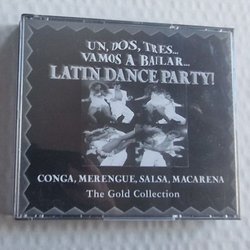 UN, DOS, TRES...
VAMOS A BAILAR...
LATIN DANCE PARTY!
CONGA, MERENGUE, SALSA, MACARENA
The Gold Collection